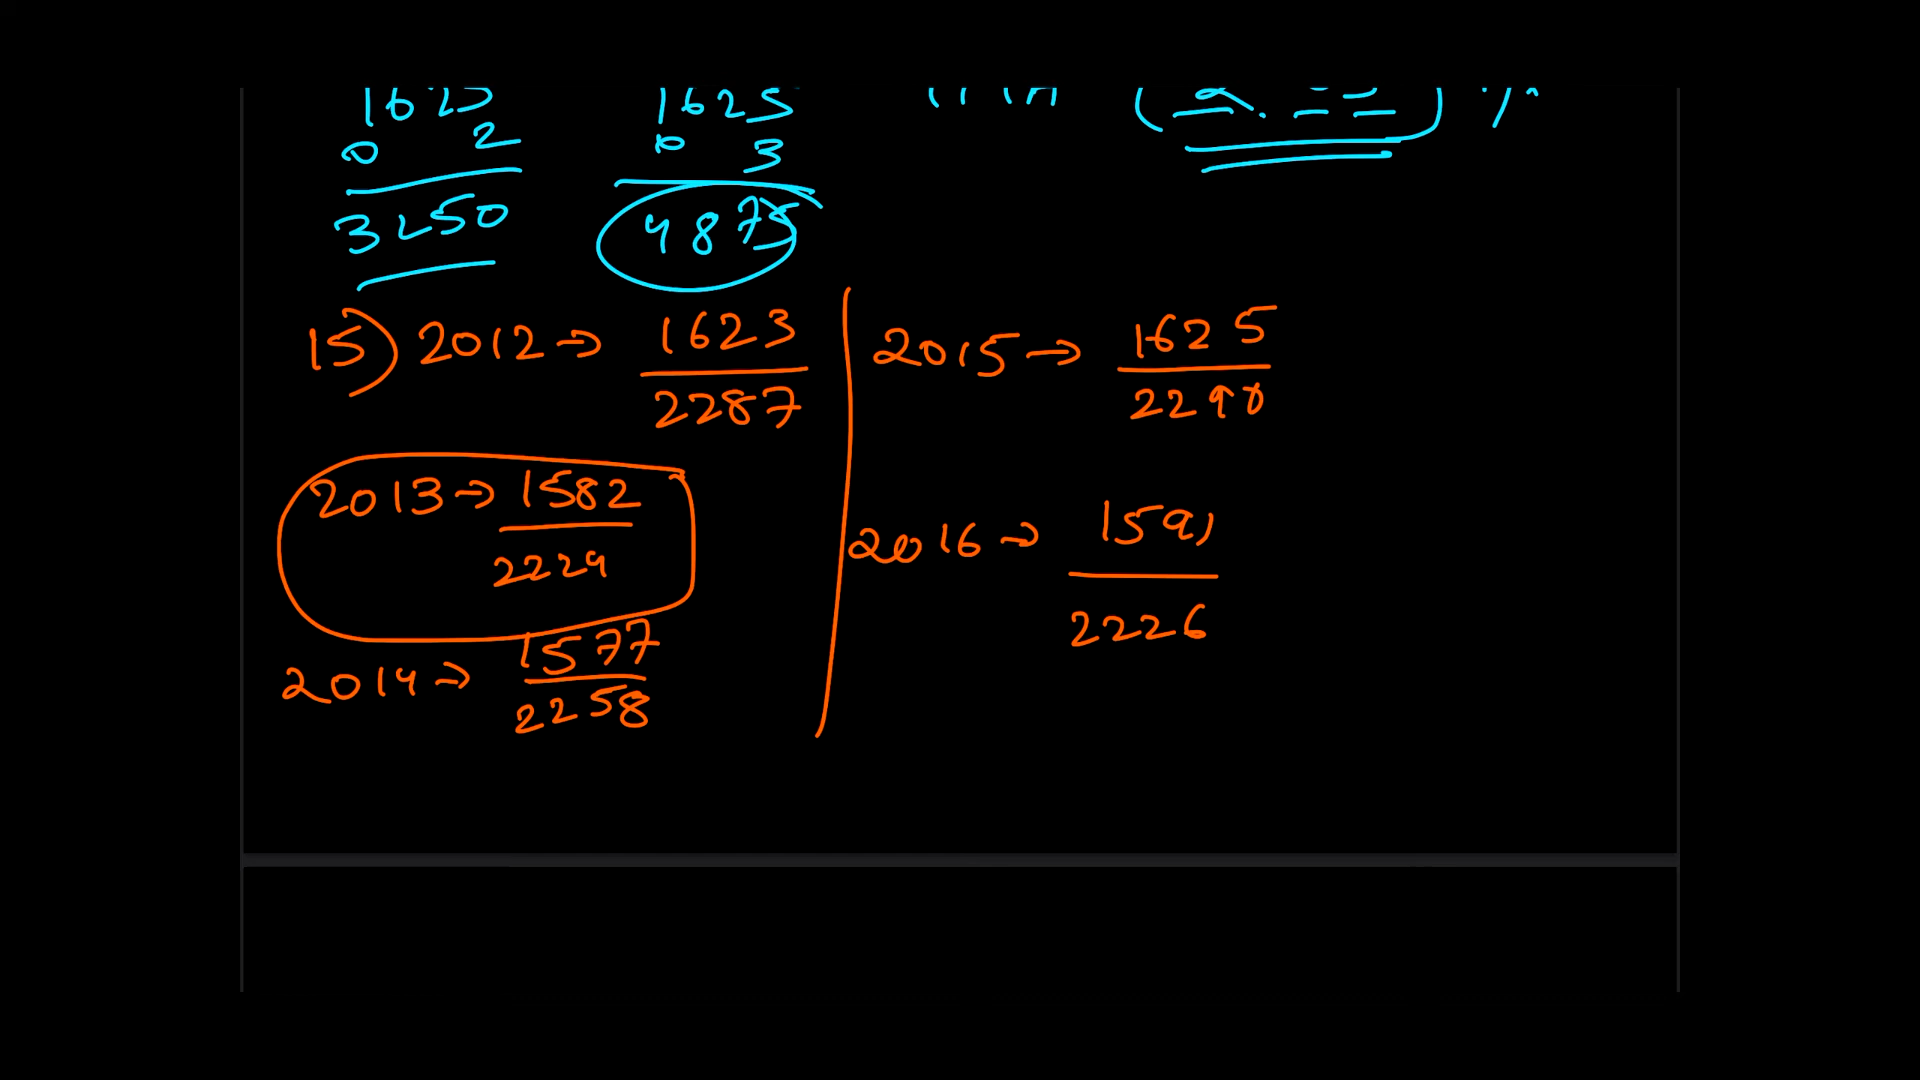 1625 1625
0 2 0 3
3250 4875
15) 2012 → 1623
2287
2013 → 1582
2224
2014 → 1577
2258
2015 → 1625
2290
2016 → 1591
2226